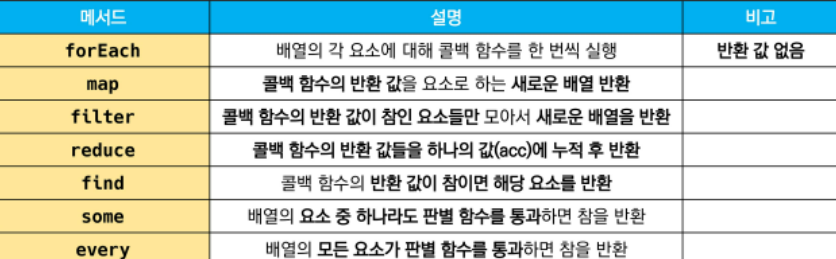 메서드 설명 비고
forEach 배열의 각 요소에 대해 콜백 함수를 한 번씩 실행 반환 값 없음
map 콜백 함수의 반환 값을 요소로 하는 새로운 배열 반환
filter 콜백 함수의 반환 값이 참인 요소들만 모아서 새로운 배열을 반환
reduce 콜백 함수의 반환 값들을 하나의 값(acc)에 누적 후 반환
find 콜백 함수의 반환 값이 참이면 해당 요소를 반환
some 배열의 요소 중 하나라도 판별 함수를 통과하면 참을 반환
every 배열의 모든 요소가 판별 함수를 통과하면 참을 반환